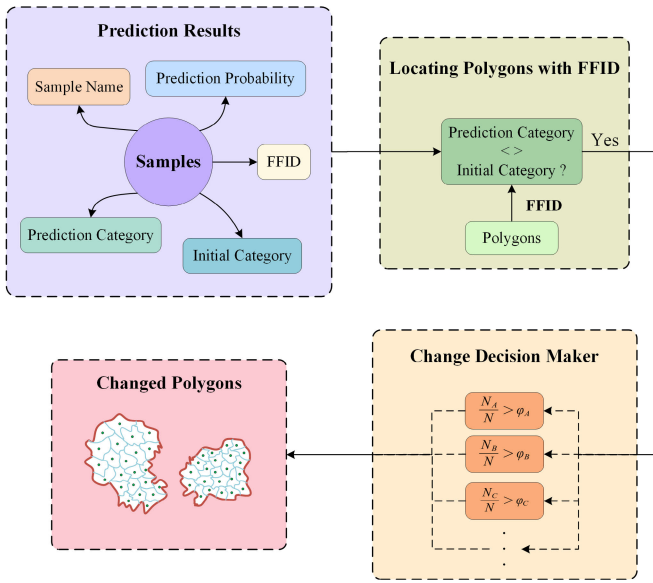 Prediction Results
Sample Name
Prediction Probability
Samples
FFID
Prediction Category
Initial Category
Locating Polygons with FFID
Prediction Category
< >
Initial Category ?
Yes
FFID
Polygons
Changed Polygons
Change Decision Maker
N_A/N > φ_A
N_B/N > φ_B
N_C/N > φ_C